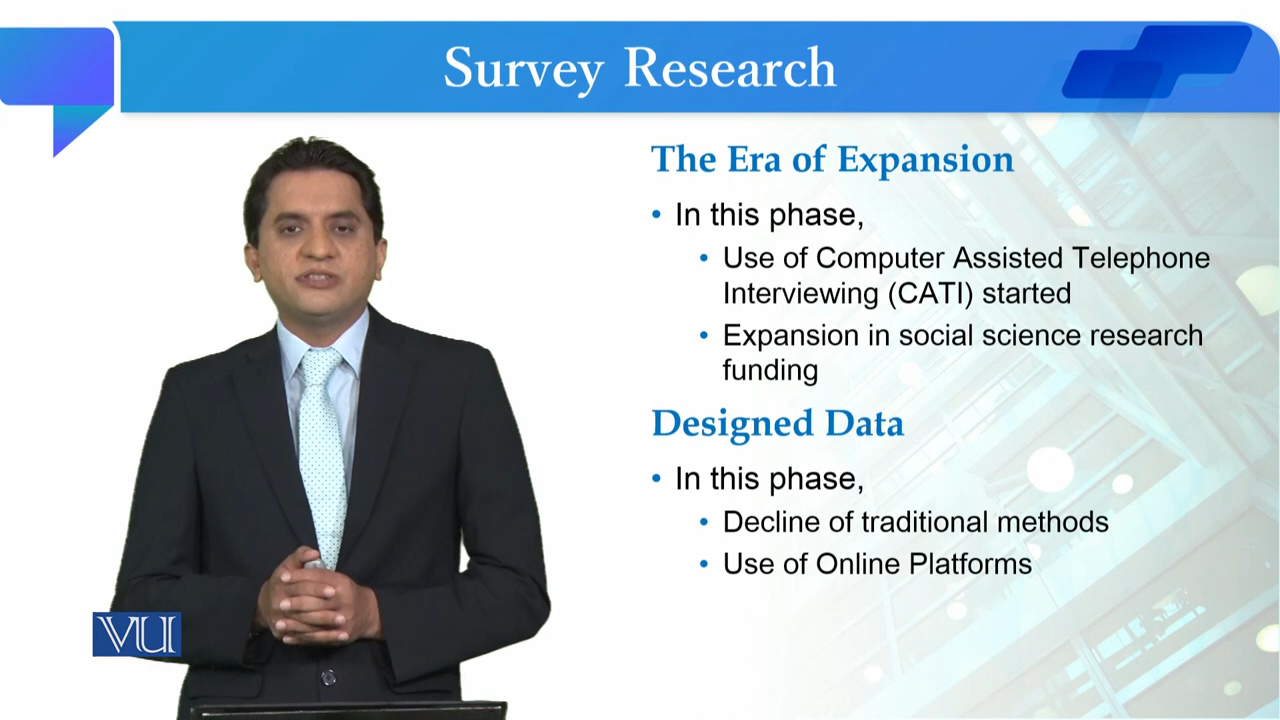 Survey Research
The Era of Expansion
• In this phase,
• Use of Computer Assisted Telephone
Interviewing (CATI) started
• Expansion in social science research
funding
Designed Data
• In this phase,
• Decline of traditional methods
• Use of Online Platforms
VU